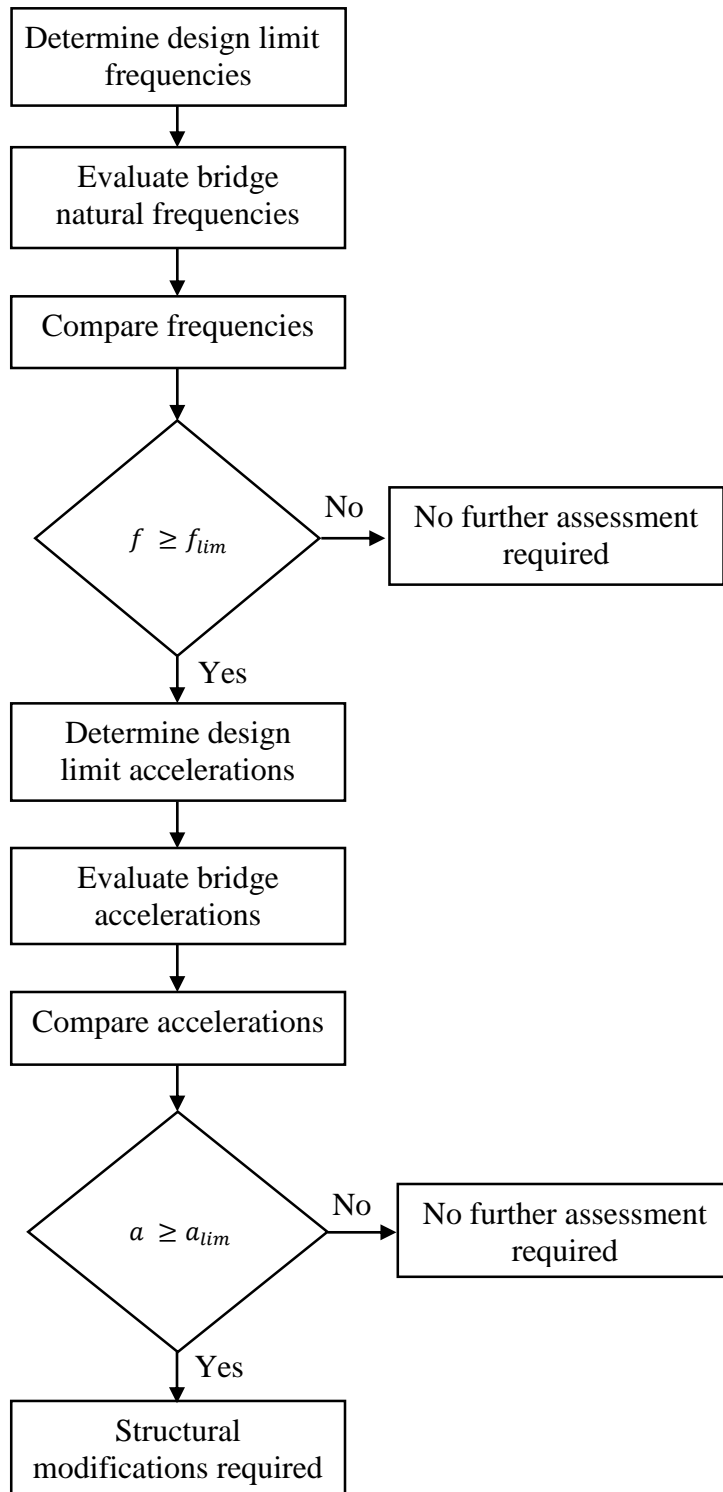 Determine design limit
frequencies
Evaluate bridge
natural frequencies
Compare frequencies
f ≥ f_lim
No
No further assessment
required
Yes
Determine design
limit accelerations
Evaluate bridge
accelerations
Compare accelerations
a ≥ a_lim
No
No further assessment
required
Yes
Structural
modifications required